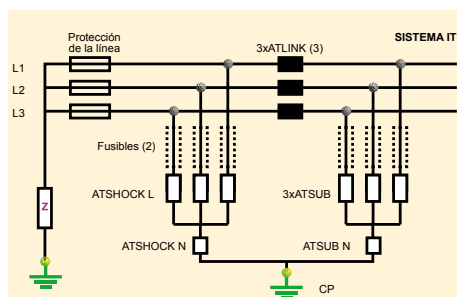 Protección
de la línea
3xATLINK (3)
SISTEMA IT
L1
L2
L3
Fusibles (2)
ATSHOCK L
3xATSUB
Z
ATSHOCK N
ATSUB N
CP